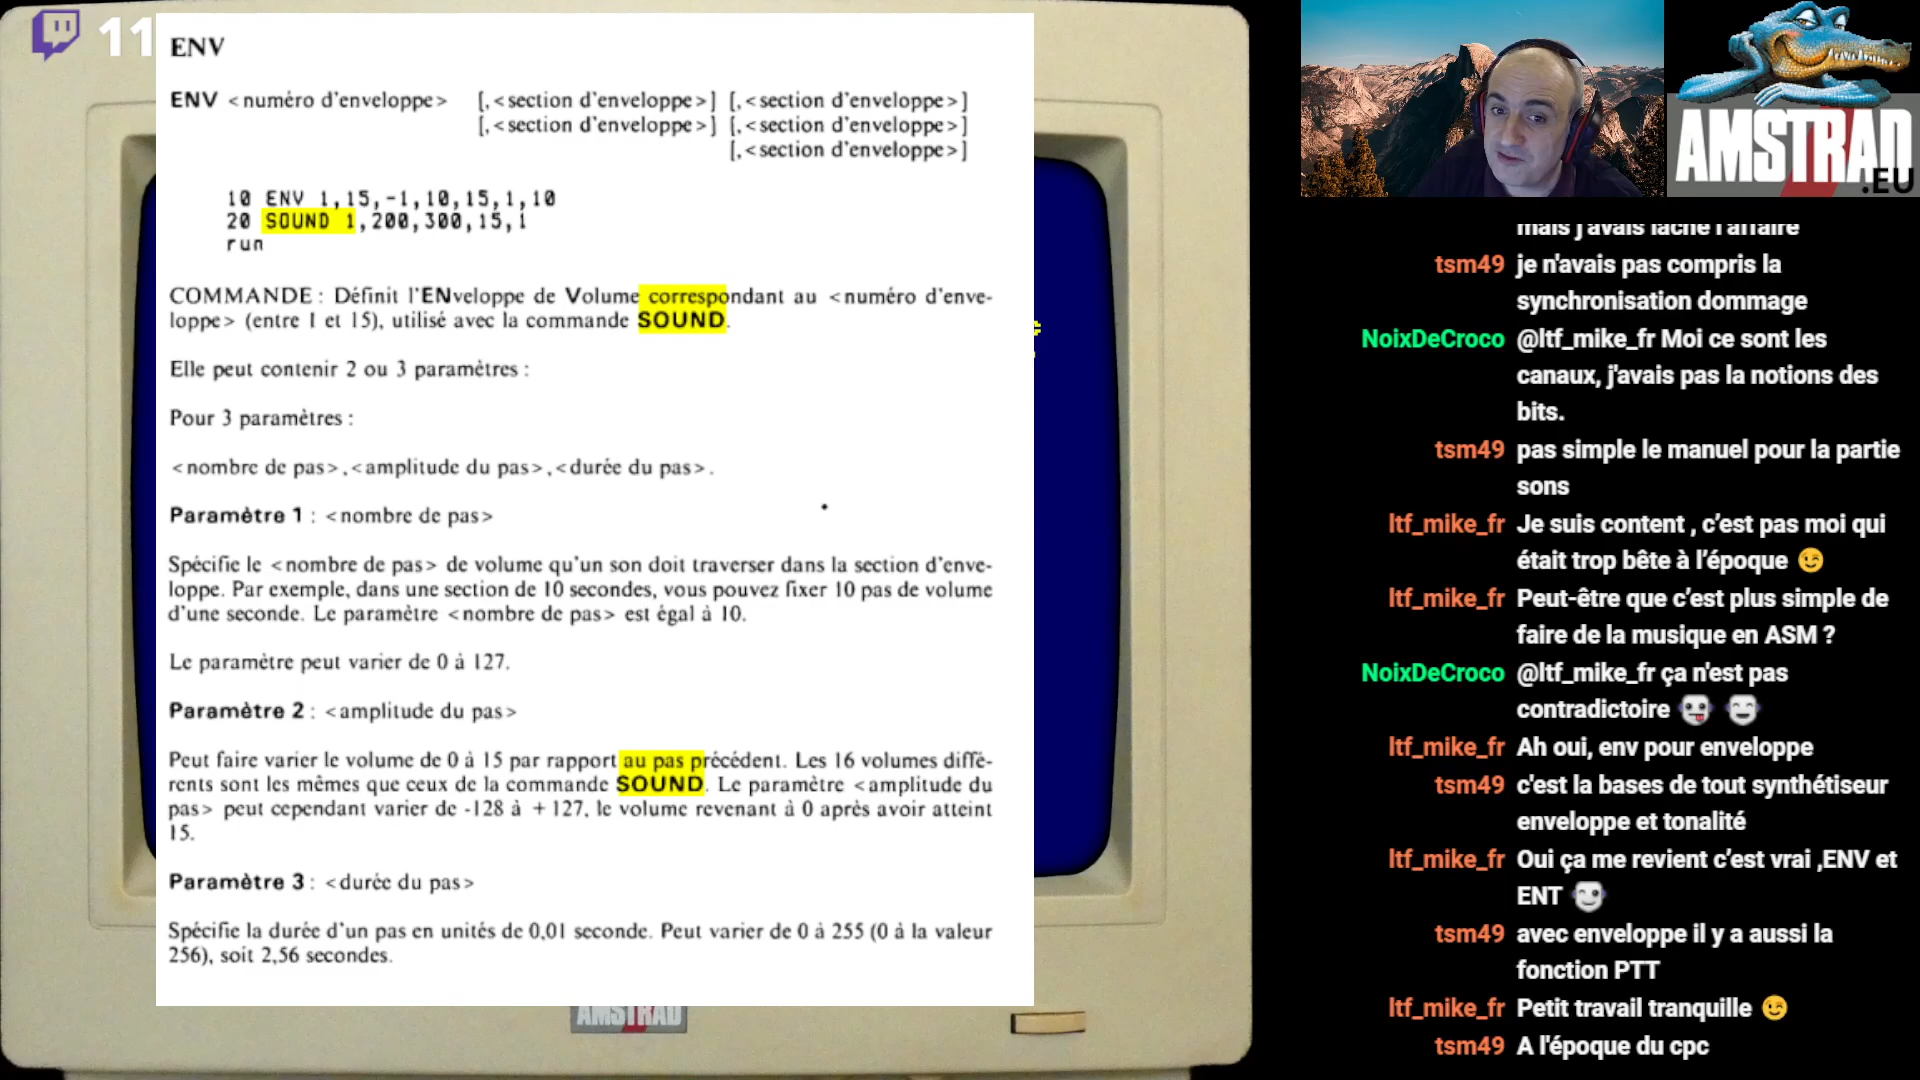 11
ENV
ENV <numéro d'enveloppe> [,<section d'enveloppe>] [,<section d'enveloppe>]
[,<section d'enveloppe>] [,<section d'enveloppe>]
[,<section d'enveloppe>]
10 ENV 1,15,-1,10,15,1,10
20 SOUND 1,200,300,15,1
run
COMMANDE : Définit l'ENveloppe de Volume correspondant au <numéro d'enve-
loppe> (entre 1 et 15), utilisé avec la commande SOUND.
Elle peut contenir 2 ou 3 paramètres :
Pour 3 paramètres :
<nombre de pas>,<amplitude du pas>,<durée du pas>.
Paramètre 1 : <nombre de pas>
Spécifie le <nombre de pas> de volume qu'un son doit traverser dans la section d'enve-
loppe. Par exemple, dans une section de 10 secondes, vous pouvez fixer 10 pas de volume
d'une seconde. Le paramètre <nombre de pas> est égal à 10.
Le paramètre peut varier de 0 à 127.
Paramètre 2 : <amplitude du pas>
Peut faire varier le volume de 0 à 15 par rapport au pas précédent. Les 16 volumes diffé-
rents sont les mêmes que ceux de la commande SOUND. Le paramètre <amplitude du
pas> peut cependant varier de -128 à +127, le volume revenant à 0 après avoir atteint
15.
Paramètre 3 : <durée du pas>
Spécifie la durée d'un pas en unités de 0,01 seconde. Peut varier de 0 à 255 (0 à la valeur
256), soit 2,56 secondes.
AMSTRAD
AMSTRAD
.EU
mais j'avais lâché l'affaire
tsm49 je n'avais pas compris la
synchronisation dommage
NoixDeCroco @ltf_mike_fr Moi ce sont les
canaux, j'avais pas la notions des
bits.
tsm49 pas simple le manuel pour la partie
sons
ltf_mike_fr Je suis content , c’est pas moi qui
était trop bête à l’époque 😉
ltf_mike_fr Peut-être que c’est plus simple de
faire de la musique en ASM ?
NoixDeCroco @ltf_mike_fr ça n'est pas
contradictoire
ltf_mike_fr Ah oui, env pour enveloppe
tsm49 c'est la bases de tout synthétiseur
enveloppe et tonalité
ltf_mike_fr Oui ça me revient c’est vrai ,ENV et
ENT
tsm49 avec enveloppe il y a aussi la
fonction PTT
ltf_mike_fr Petit travail tranquille 😉
tsm49 A l'époque du cpc